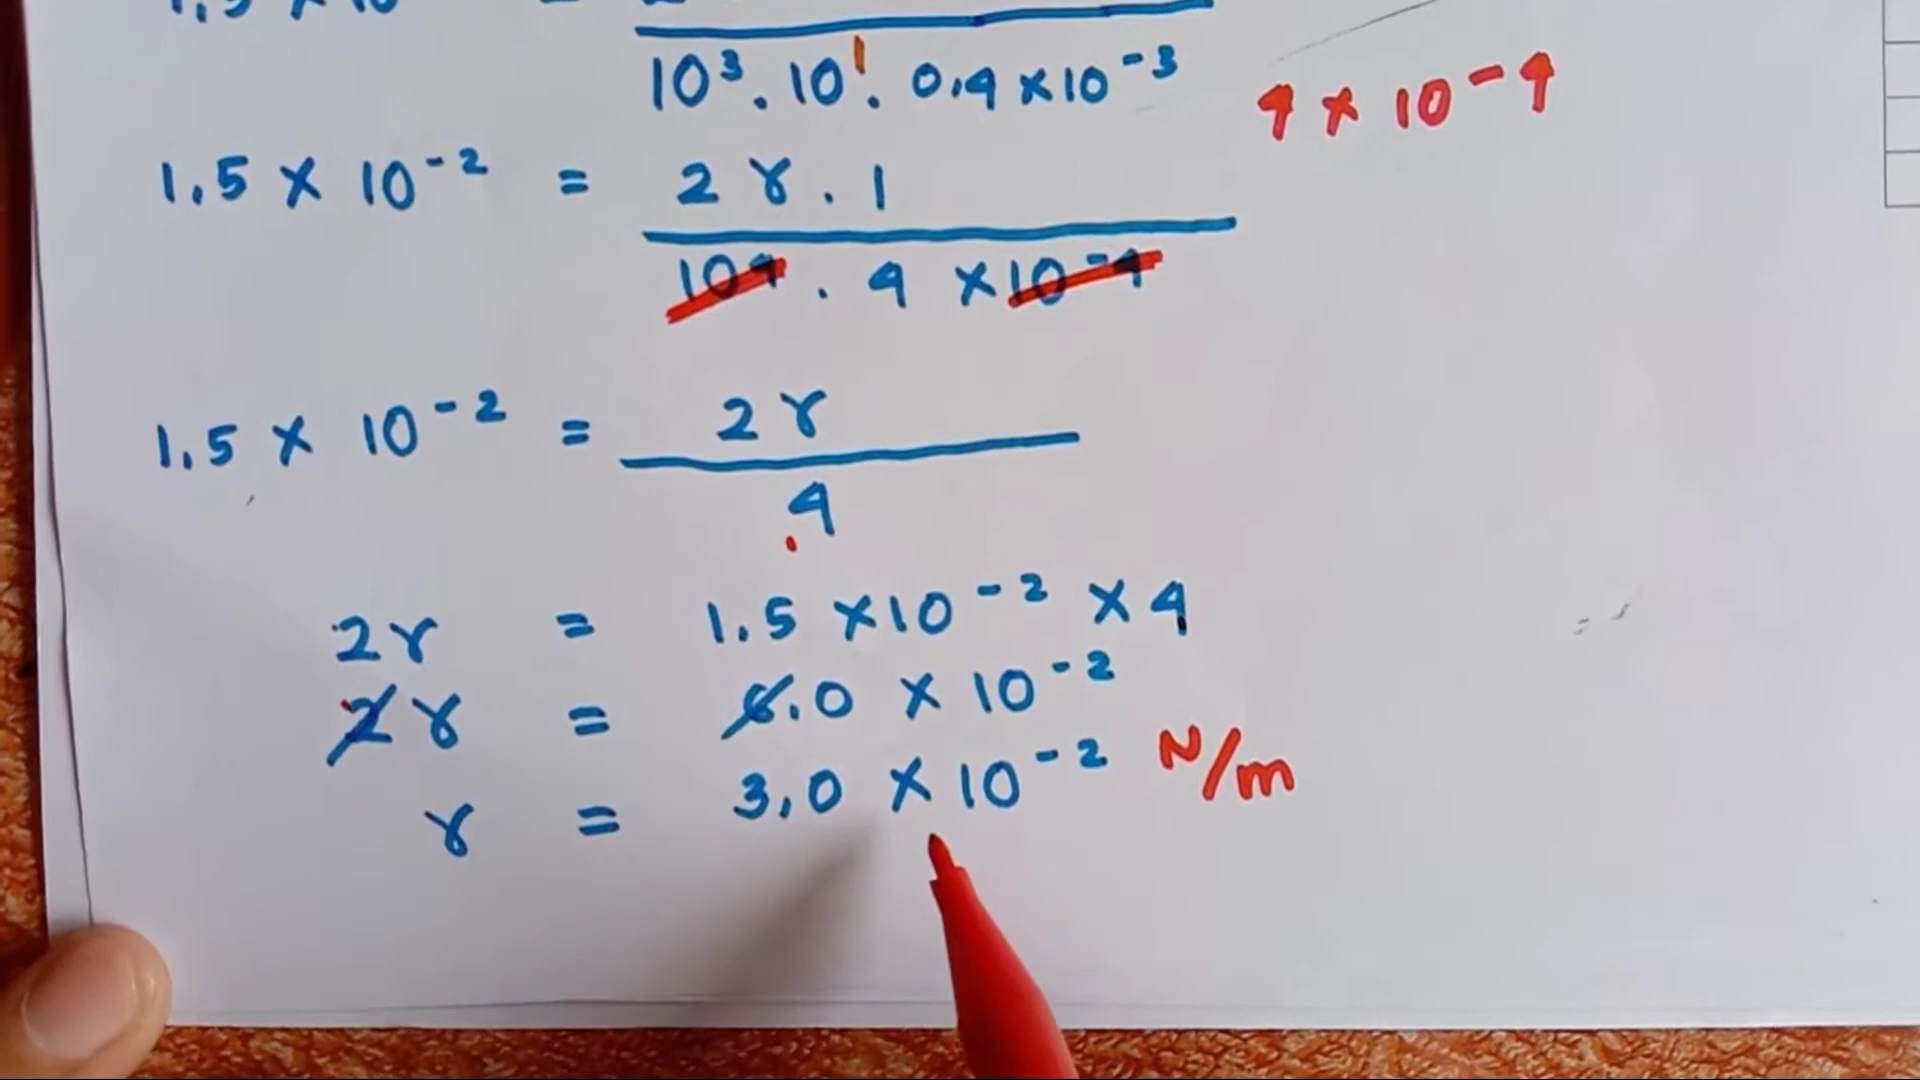 10³ . 10¹ . 0,4 × 10⁻³
4 × 10⁻⁴
1,5 × 10⁻² = 2 γ . 1
10⁴ . 4 × 10⁻⁴
1,5 × 10⁻² = 2 γ
4
2γ = 1.5 × 10⁻² × 4
2γ = 6.0 × 10⁻²
γ = 3,0 × 10⁻² N/m